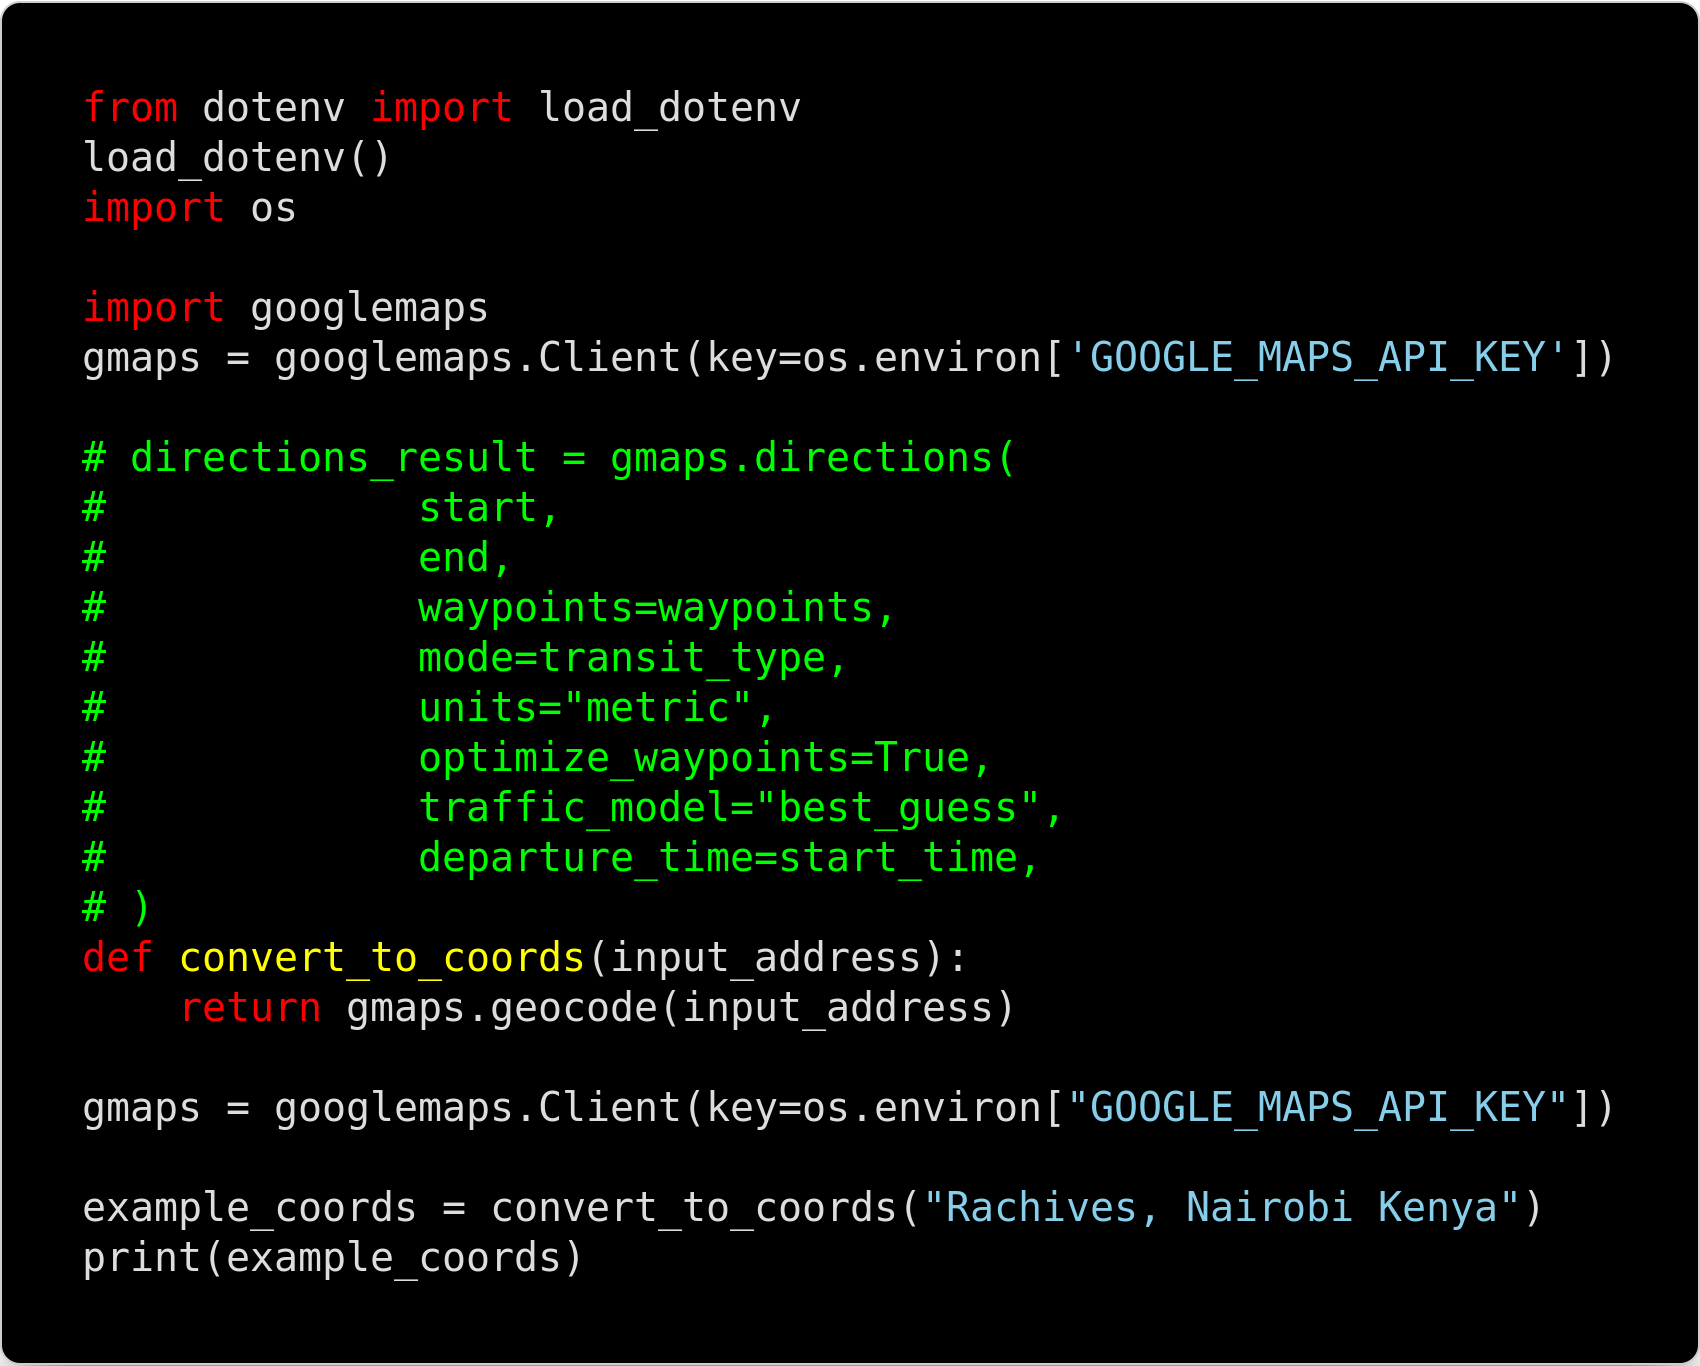 from dotenv import load_dotenv
load_dotenv()
import os

import googlemaps
gmaps = googlemaps.Client(key=os.environ['GOOGLE_MAPS_API_KEY'])

# directions_result = gmaps.directions(
#             start,
#             end,
#             waypoints=waypoints,
#             mode=transit_type,
#             units="metric",
#             optimize_waypoints=True,
#             traffic_model="best_guess",
#             departure_time=start_time,
# )
def convert_to_coords(input_address):
    return gmaps.geocode(input_address)

gmaps = googlemaps.Client(key=os.environ["GOOGLE_MAPS_API_KEY"])

example_coords = convert_to_coords("Rachives, Nairobi Kenya")
print(example_coords)